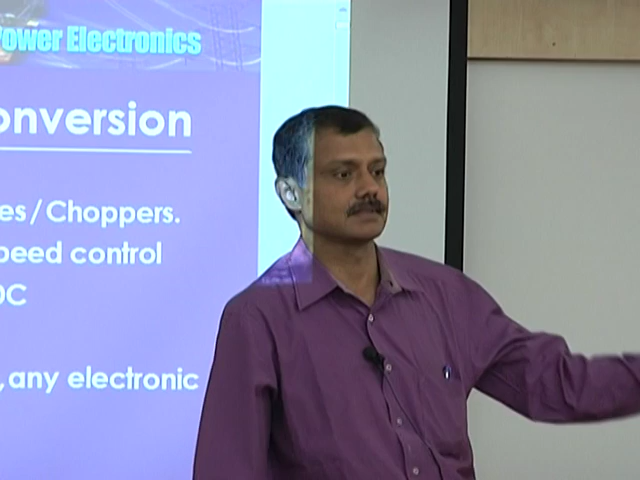 Power Electronics
onversion
es/Choppers.
peed control
DC
,any electronic